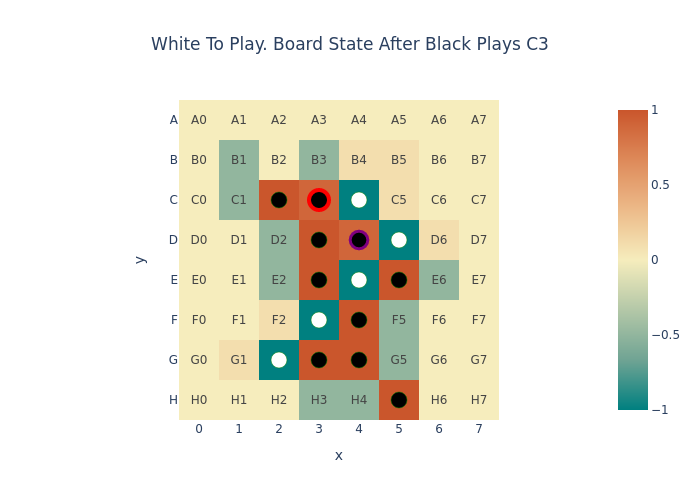 White To Play. Board State After Black Plays C3
A A0 A1 A2 A3 A4 A5 A6 A7
B B0 B1 B2 B3 B4 B5 B6 B7
C C0 C1 C4 C5 C6 C7
D D0 D1 D2 D6 D7
E E0 E1 E2 E6 E7
F F0 F1 F2 F5 F6 F7
G G0 G1 G5 G6 G7
H H0 H1 H2 H3 H4 H6 H7
0 1 2 3 4 5 6 7
x
y
1
0.5
0
−0.5
−1